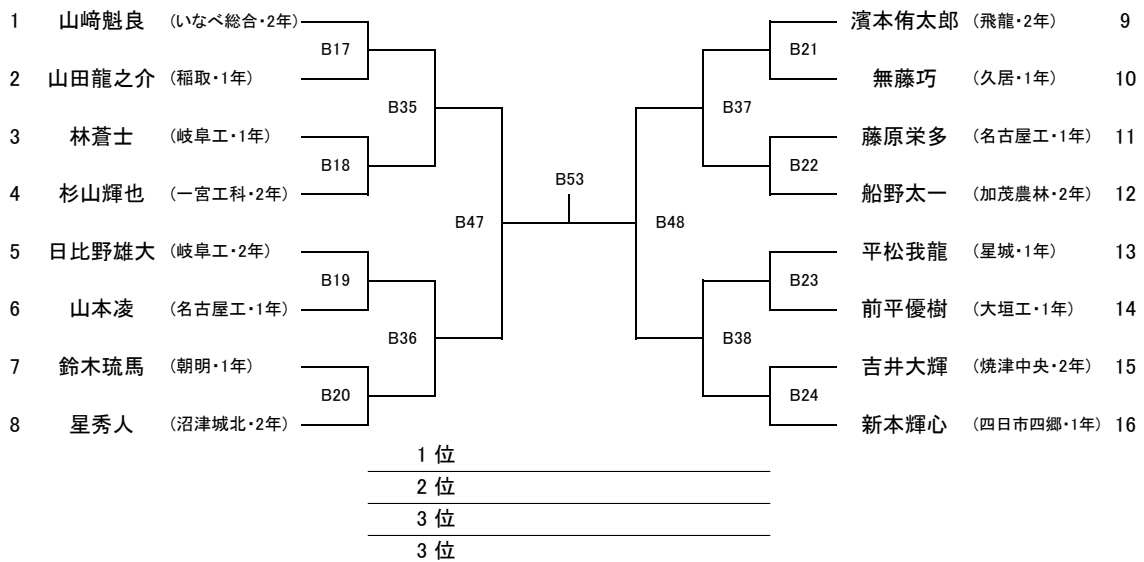 1 山﨑魁良 (いなべ総合・2年)
B17
2 山田龍之介 (稲取・1年)
B35
3 林蒼士 (岐阜工・1年)
B18
4 杉山輝也 (一宮工科・2年)
B47
5 日比野雄大 (岐阜工・2年)
B19
6 山本凌 (名古屋工・1年)
B36
7 鈴木琉馬 (朝明・1年)
B20
8 星秀人 (沼津城北・2年)
B53
濱本侑太郎 (飛龍・2年) 9
B21
無藤巧 (久居・1年) 10
B37
藤原栄多 (名古屋工・1年) 11
B22
船野太一 (加茂農林・2年) 12
B48
平松我龍 (星城・1年) 13
B23
前平優樹 (大垣工・1年) 14
B38
吉井大輝 (焼津中央・2年) 15
B24
新本輝心 (四日市四郷・1年) 16
1 位
2 位
3 位
3 位